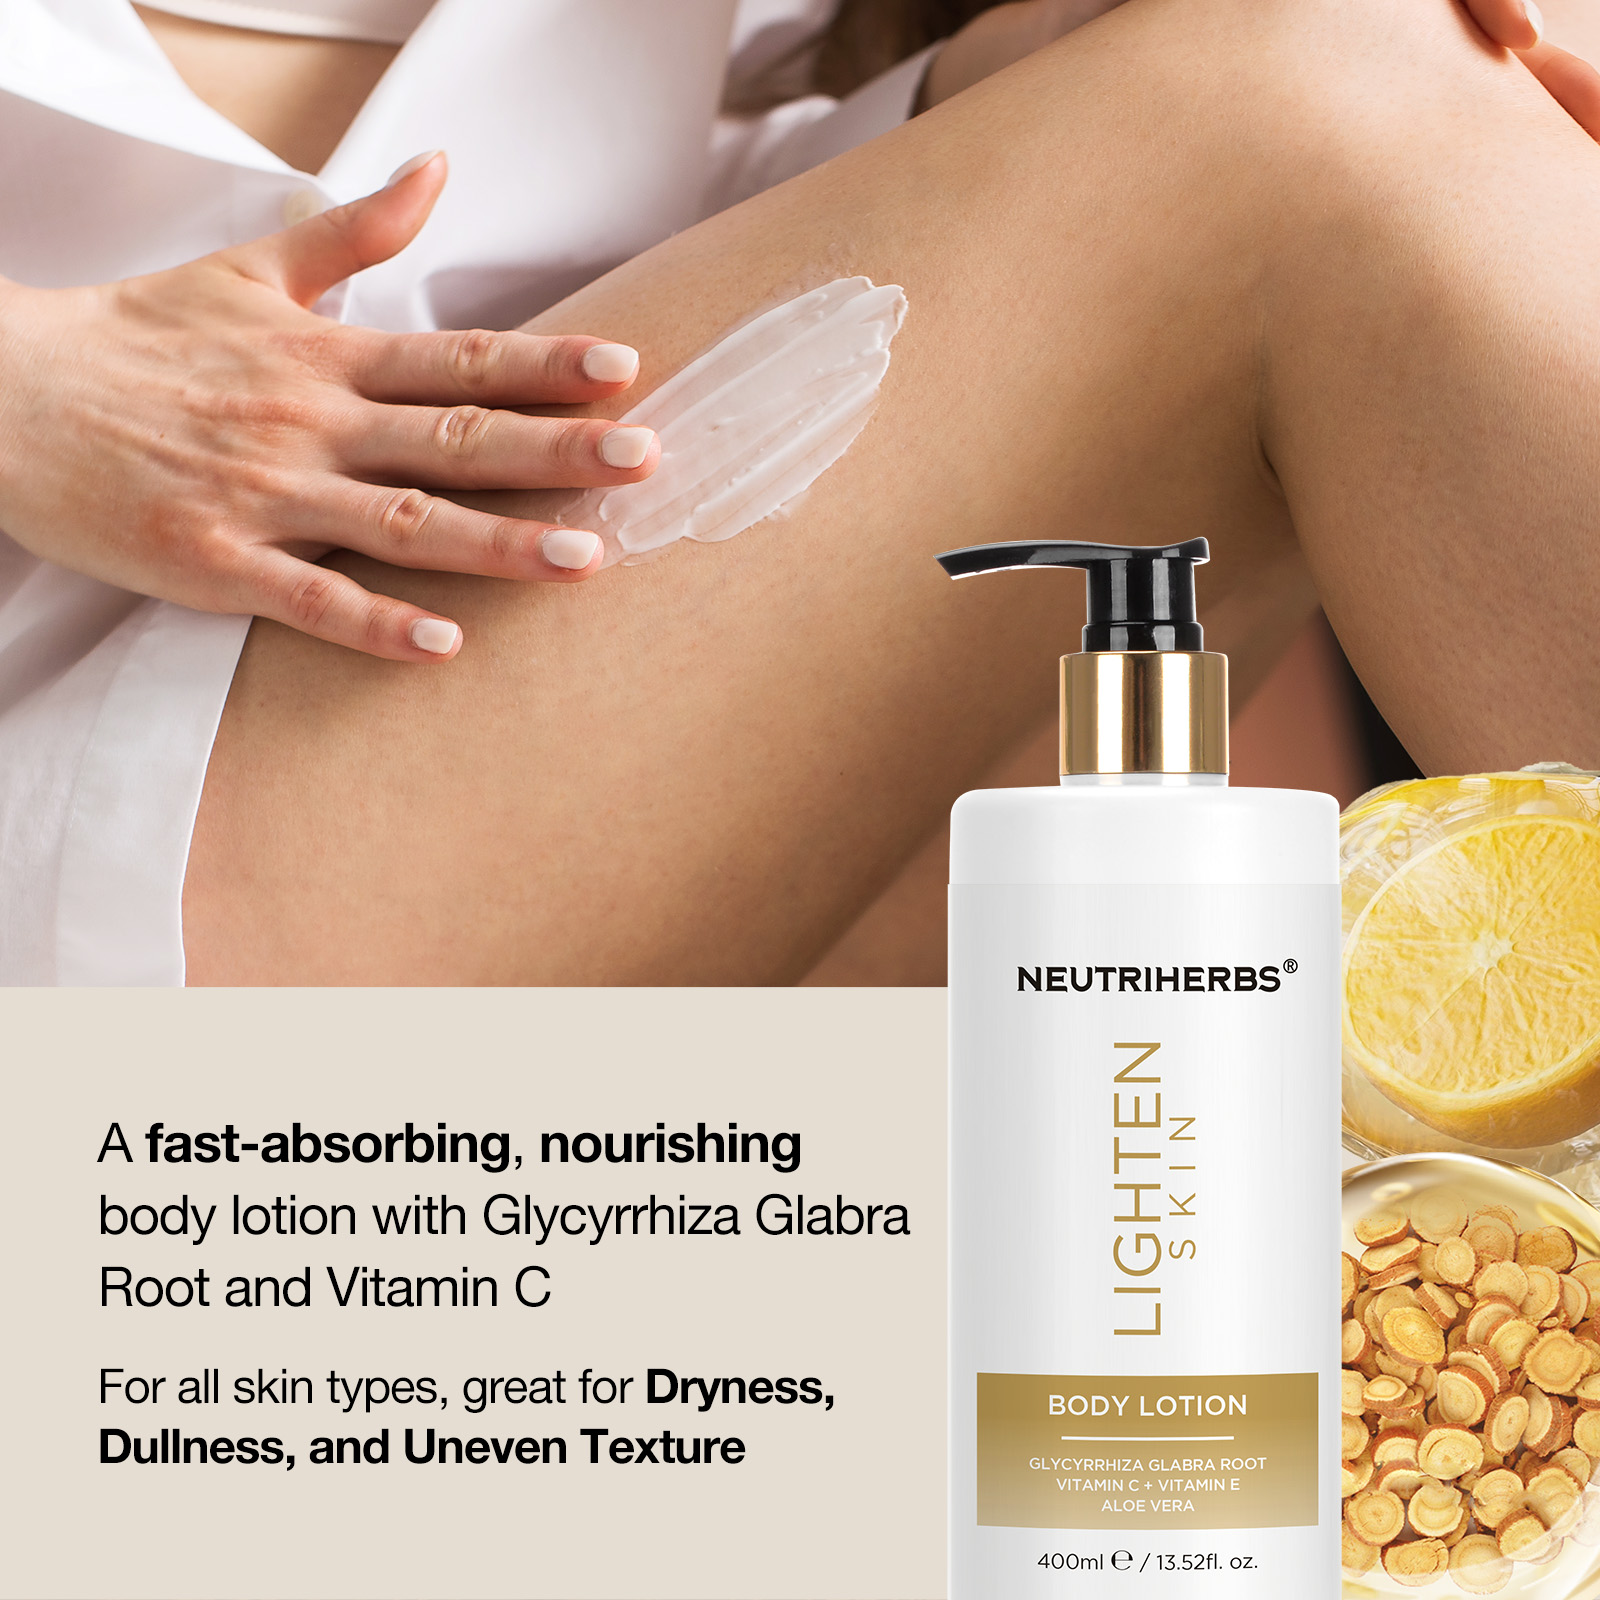 A fast-absorbing, nourishing
body lotion with Glycyrrhiza Glabra
Root and Vitamin C
For all skin types, great for Dryness,
Dullness, and Uneven Texture
NEUTRIHERBS®
LIGHTEN
SKIN
BODY LOTION
GLYCYRRHIZA GLABRA ROOT
VITAMIN C + VITAMIN E
ALOE VERA
400ml ℮ / 13.52fl. oz.